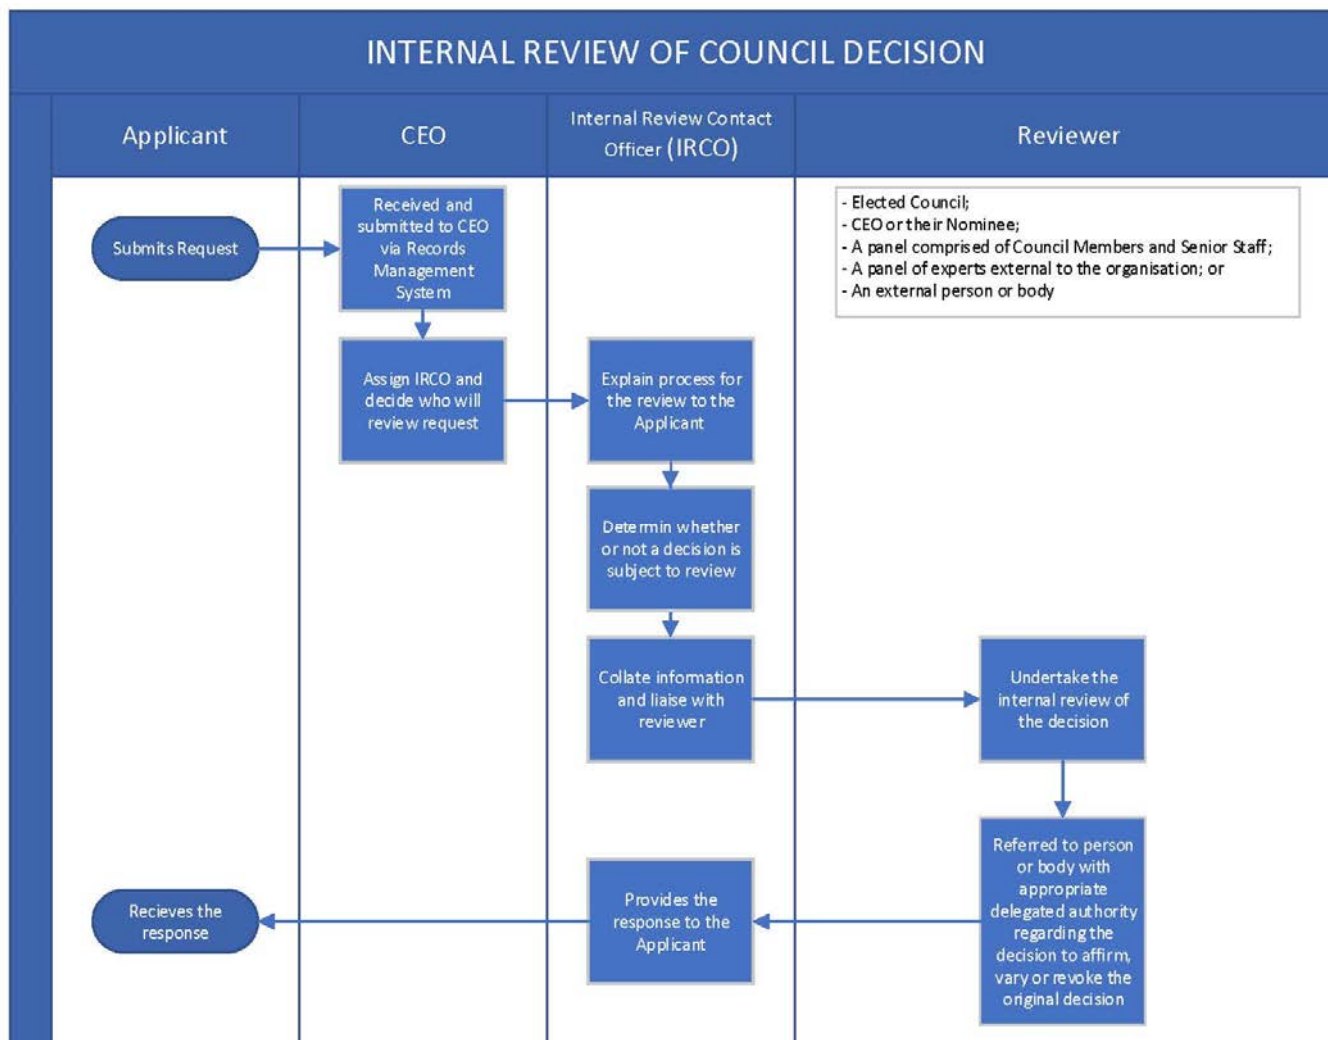 INTERNAL REVIEW OF COUNCIL DECISION
Applicant
CEO
Internal Review Contact
Officer (IRCO)
Reviewer
Submits Request
Received and
submitted to CEO
via Records
Management
System
- Elected Council;
- CEO or their Nominee;
- A panel comprised of Council Members and Senior Staff;
- A panel of experts external to the organisation; or
- An external person or body
Assign IRCO and
decide who will
review request
Explain process for
the review to the
Applicant
Determin whether
or not a decision is
subject to review
Collate information
and liaise with
reviewer
Undertake the
internal review of
the decision
Referred to person
or body with
appropriate
delegated authority
regarding the
decision to affirm,
vary or revoke the
original decision
Provides the
response to the
Applicant
Recieves the
response